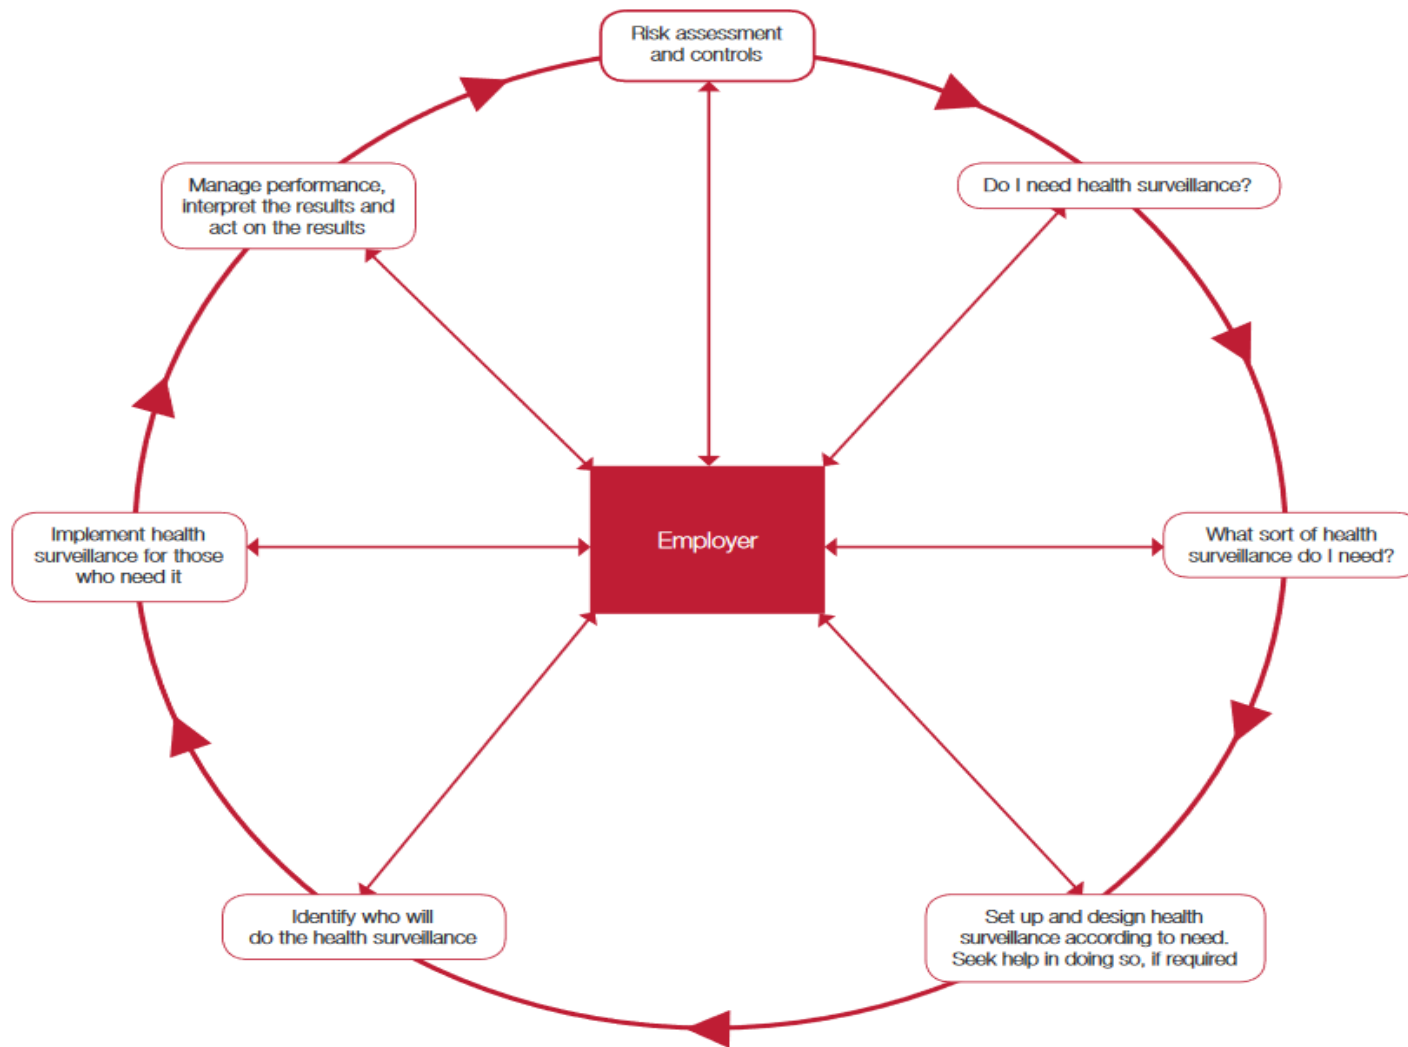 Risk assessment
and controls
Do I need health surveillance?
What sort of health
surveillance do I need?
Set up and design health
surveillance according to need.
Seek help in doing so, if required
Identify who will
do the health surveillance
Implement health
surveillance for those
who need it
Manage performance,
interpret the results and
act on the results
Employer